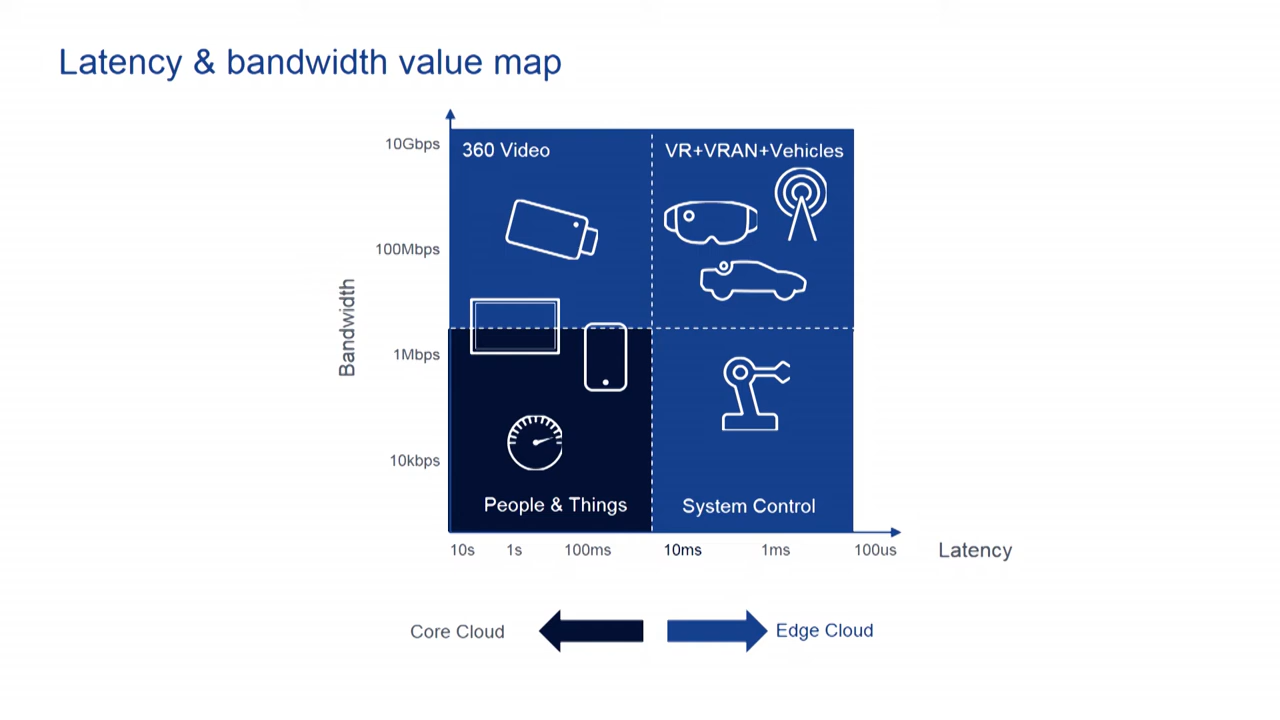 Latency & bandwidth value map
10Gbps
360 Video
VR+VRAN+Vehicles
100Mbps
Bandwidth
1Mbps
10kbps
People & Things
System Control
10s
1s
100ms
10ms
1ms
100us
Latency
Core Cloud
Edge Cloud